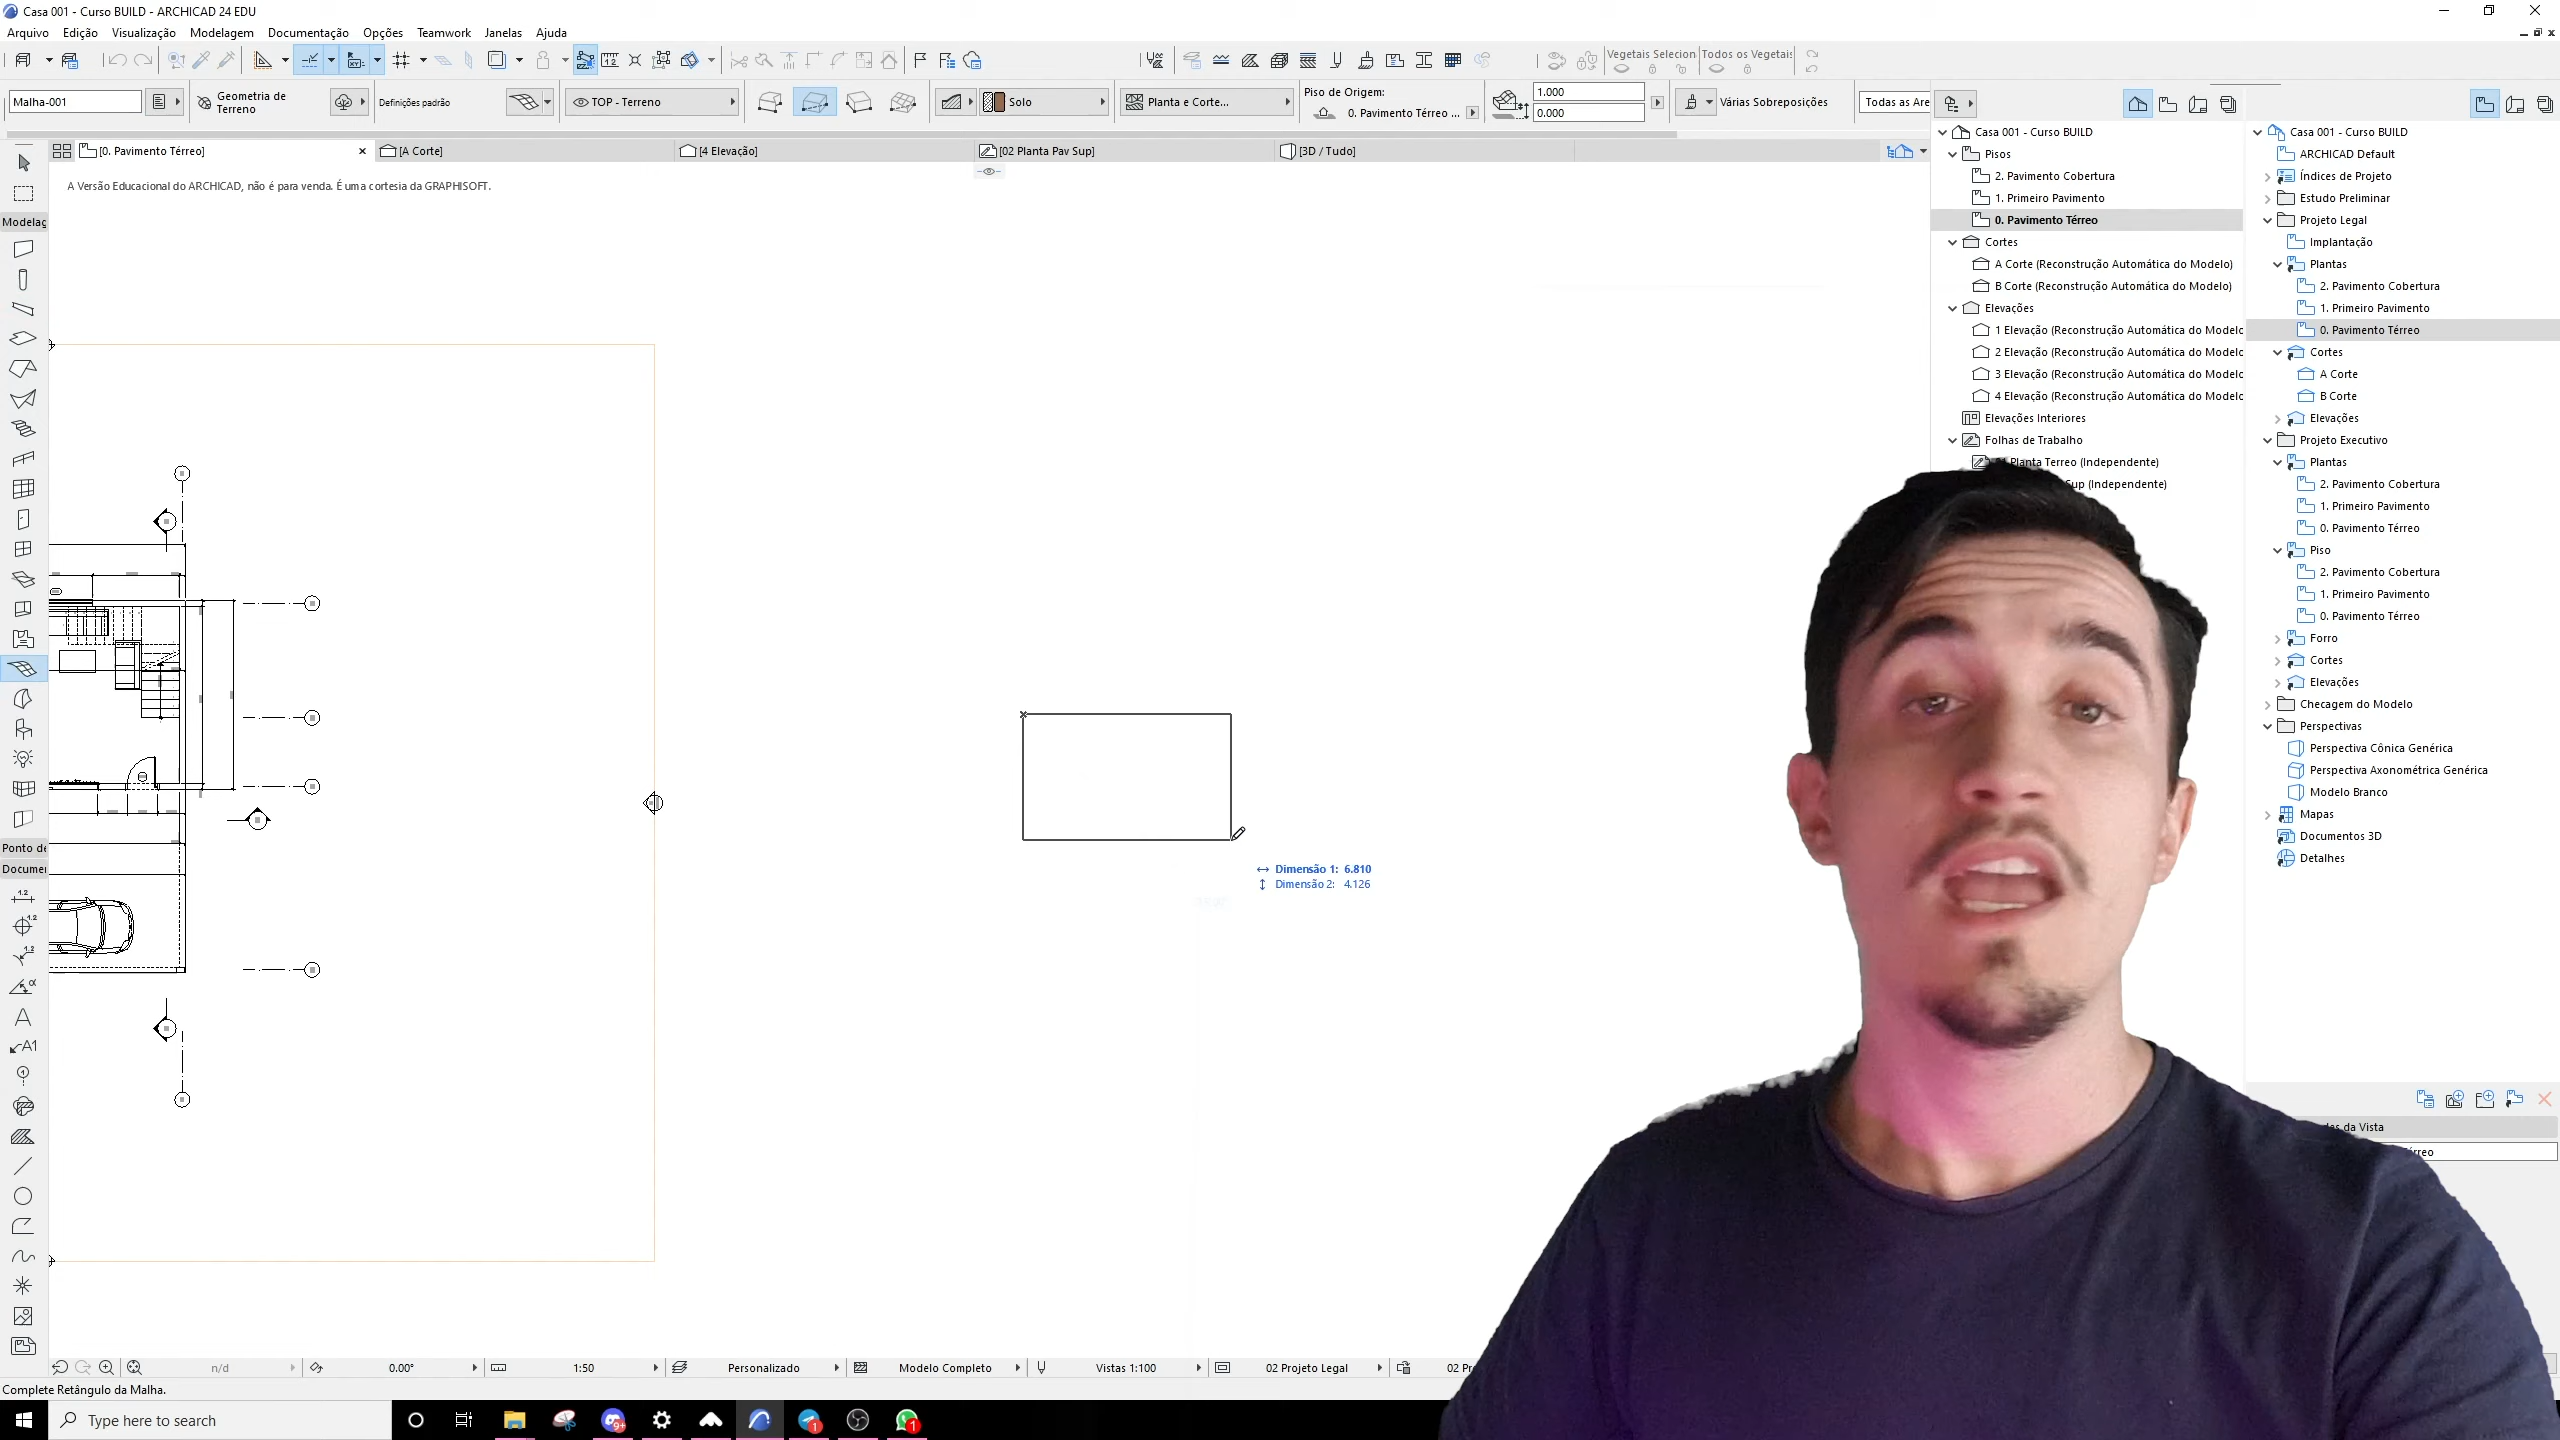 Casa 001 - Curso BUILD - ARCHICAD 24 EDU
Arquivo Edição Visualização Modelagem Documentação Opções Teamwork Janelas Ajuda
Vegetais Selecion Todos os Vegetais
Malha-001
Geometria de Terreno
Definições padrão
TOP - Terreno
Solo
Planta e Corte...
Piso de Origem:
0. Pavimento Térreo ...
1.000
0.000
Várias Sobreposições
Todas as Are
[0. Pavimento Térreo]
[A Corte]
[4 Elevação]
[02 Planta Pav Sup]
[3D / Tudo]
A Versão Educacional do ARCHICAD, não é para venda. É uma cortesia da GRAPHISOFT.
Modelaç
Ponto de
Documen
Dimensão 1: 6.810
Dimensão 2: 4.126
Casa 001 - Curso BUILD
Pisos
2. Pavimento Cobertura
1. Primeiro Pavimento
0. Pavimento Térreo
Cortes
A Corte (Reconstrução Automática do Modelo)
B Corte (Reconstrução Automática do Modelo)
Elevações
1 Elevação (Reconstrução Automática do Modelo
2 Elevação (Reconstrução Automática do Modelo
3 Elevação (Reconstrução Automática do Modelo
4 Elevação (Reconstrução Automática do Modelo
Elevações Interiores
Folhas de Trabalho
Planta Terreo (Independente)
Sup (Independente)
Casa 001 - Curso BUILD
ARCHICAD Default
Índices de Projeto
Estudo Preliminar
Projeto Legal
Implantação
Plantas
2. Pavimento Cobertura
1. Primeiro Pavimento
0. Pavimento Térreo
Cortes
A Corte
B Corte
Elevações
Projeto Executivo
Plantas
2. Pavimento Cobertura
1. Primeiro Pavimento
0. Pavimento Térreo
Piso
2. Pavimento Cobertura
1. Primeiro Pavimento
0. Pavimento Térreo
Forro
Cortes
Elevações
Checagem do Modelo
Perspectivas
Perspectiva Cônica Genérica
Perspectiva Axonométrica Genérica
Modelo Branco
Mapas
Documentos 3D
Detalhes
da Vista
n/d
0.00°
1:50
Personalizado
Modelo Completo
Vistas 1:100
02 Projeto Legal
02 Pr
Complete Retângulo da Malha.
Type here to search